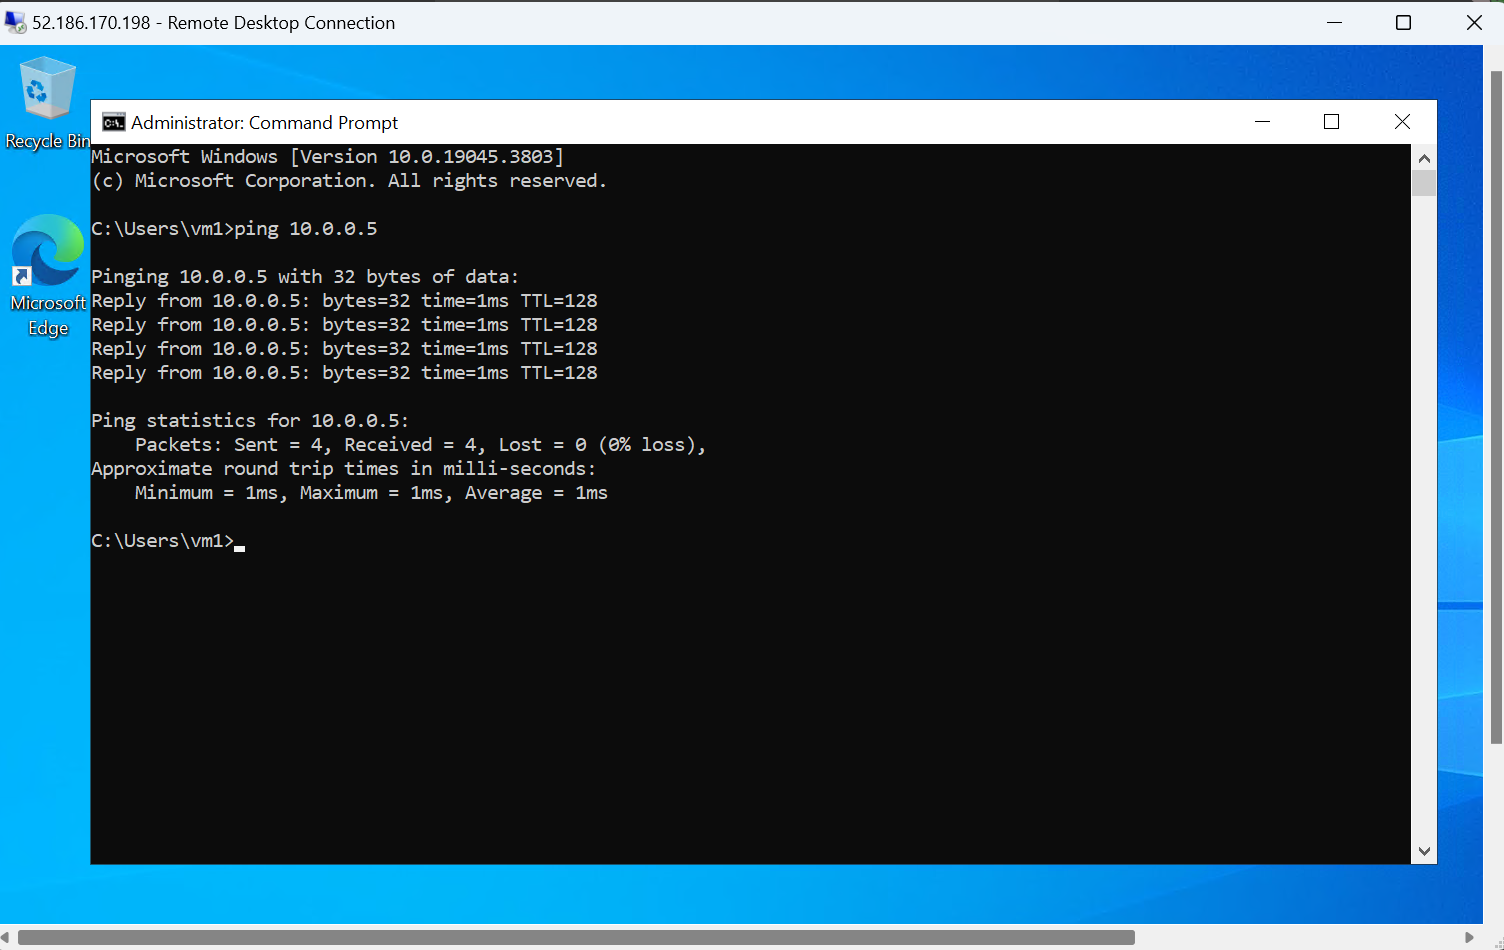 52.186.170.198 - Remote Desktop Connection
Recycle Bin
Microsoft
Edge
Administrator: Command Prompt
Microsoft Windows [Version 10.0.19045.3803]
(c) Microsoft Corporation. All rights reserved.
C:\Users\vm1>ping 10.0.0.5
Pinging 10.0.0.5 with 32 bytes of data:
Reply from 10.0.0.5: bytes=32 time=1ms TTL=128
Reply from 10.0.0.5: bytes=32 time=1ms TTL=128
Reply from 10.0.0.5: bytes=32 time=1ms TTL=128
Reply from 10.0.0.5: bytes=32 time=1ms TTL=128
Ping statistics for 10.0.0.5:
    Packets: Sent = 4, Received = 4, Lost = 0 (0% loss),
Approximate round trip times in milli-seconds:
    Minimum = 1ms, Maximum = 1ms, Average = 1ms
C:\Users\vm1>